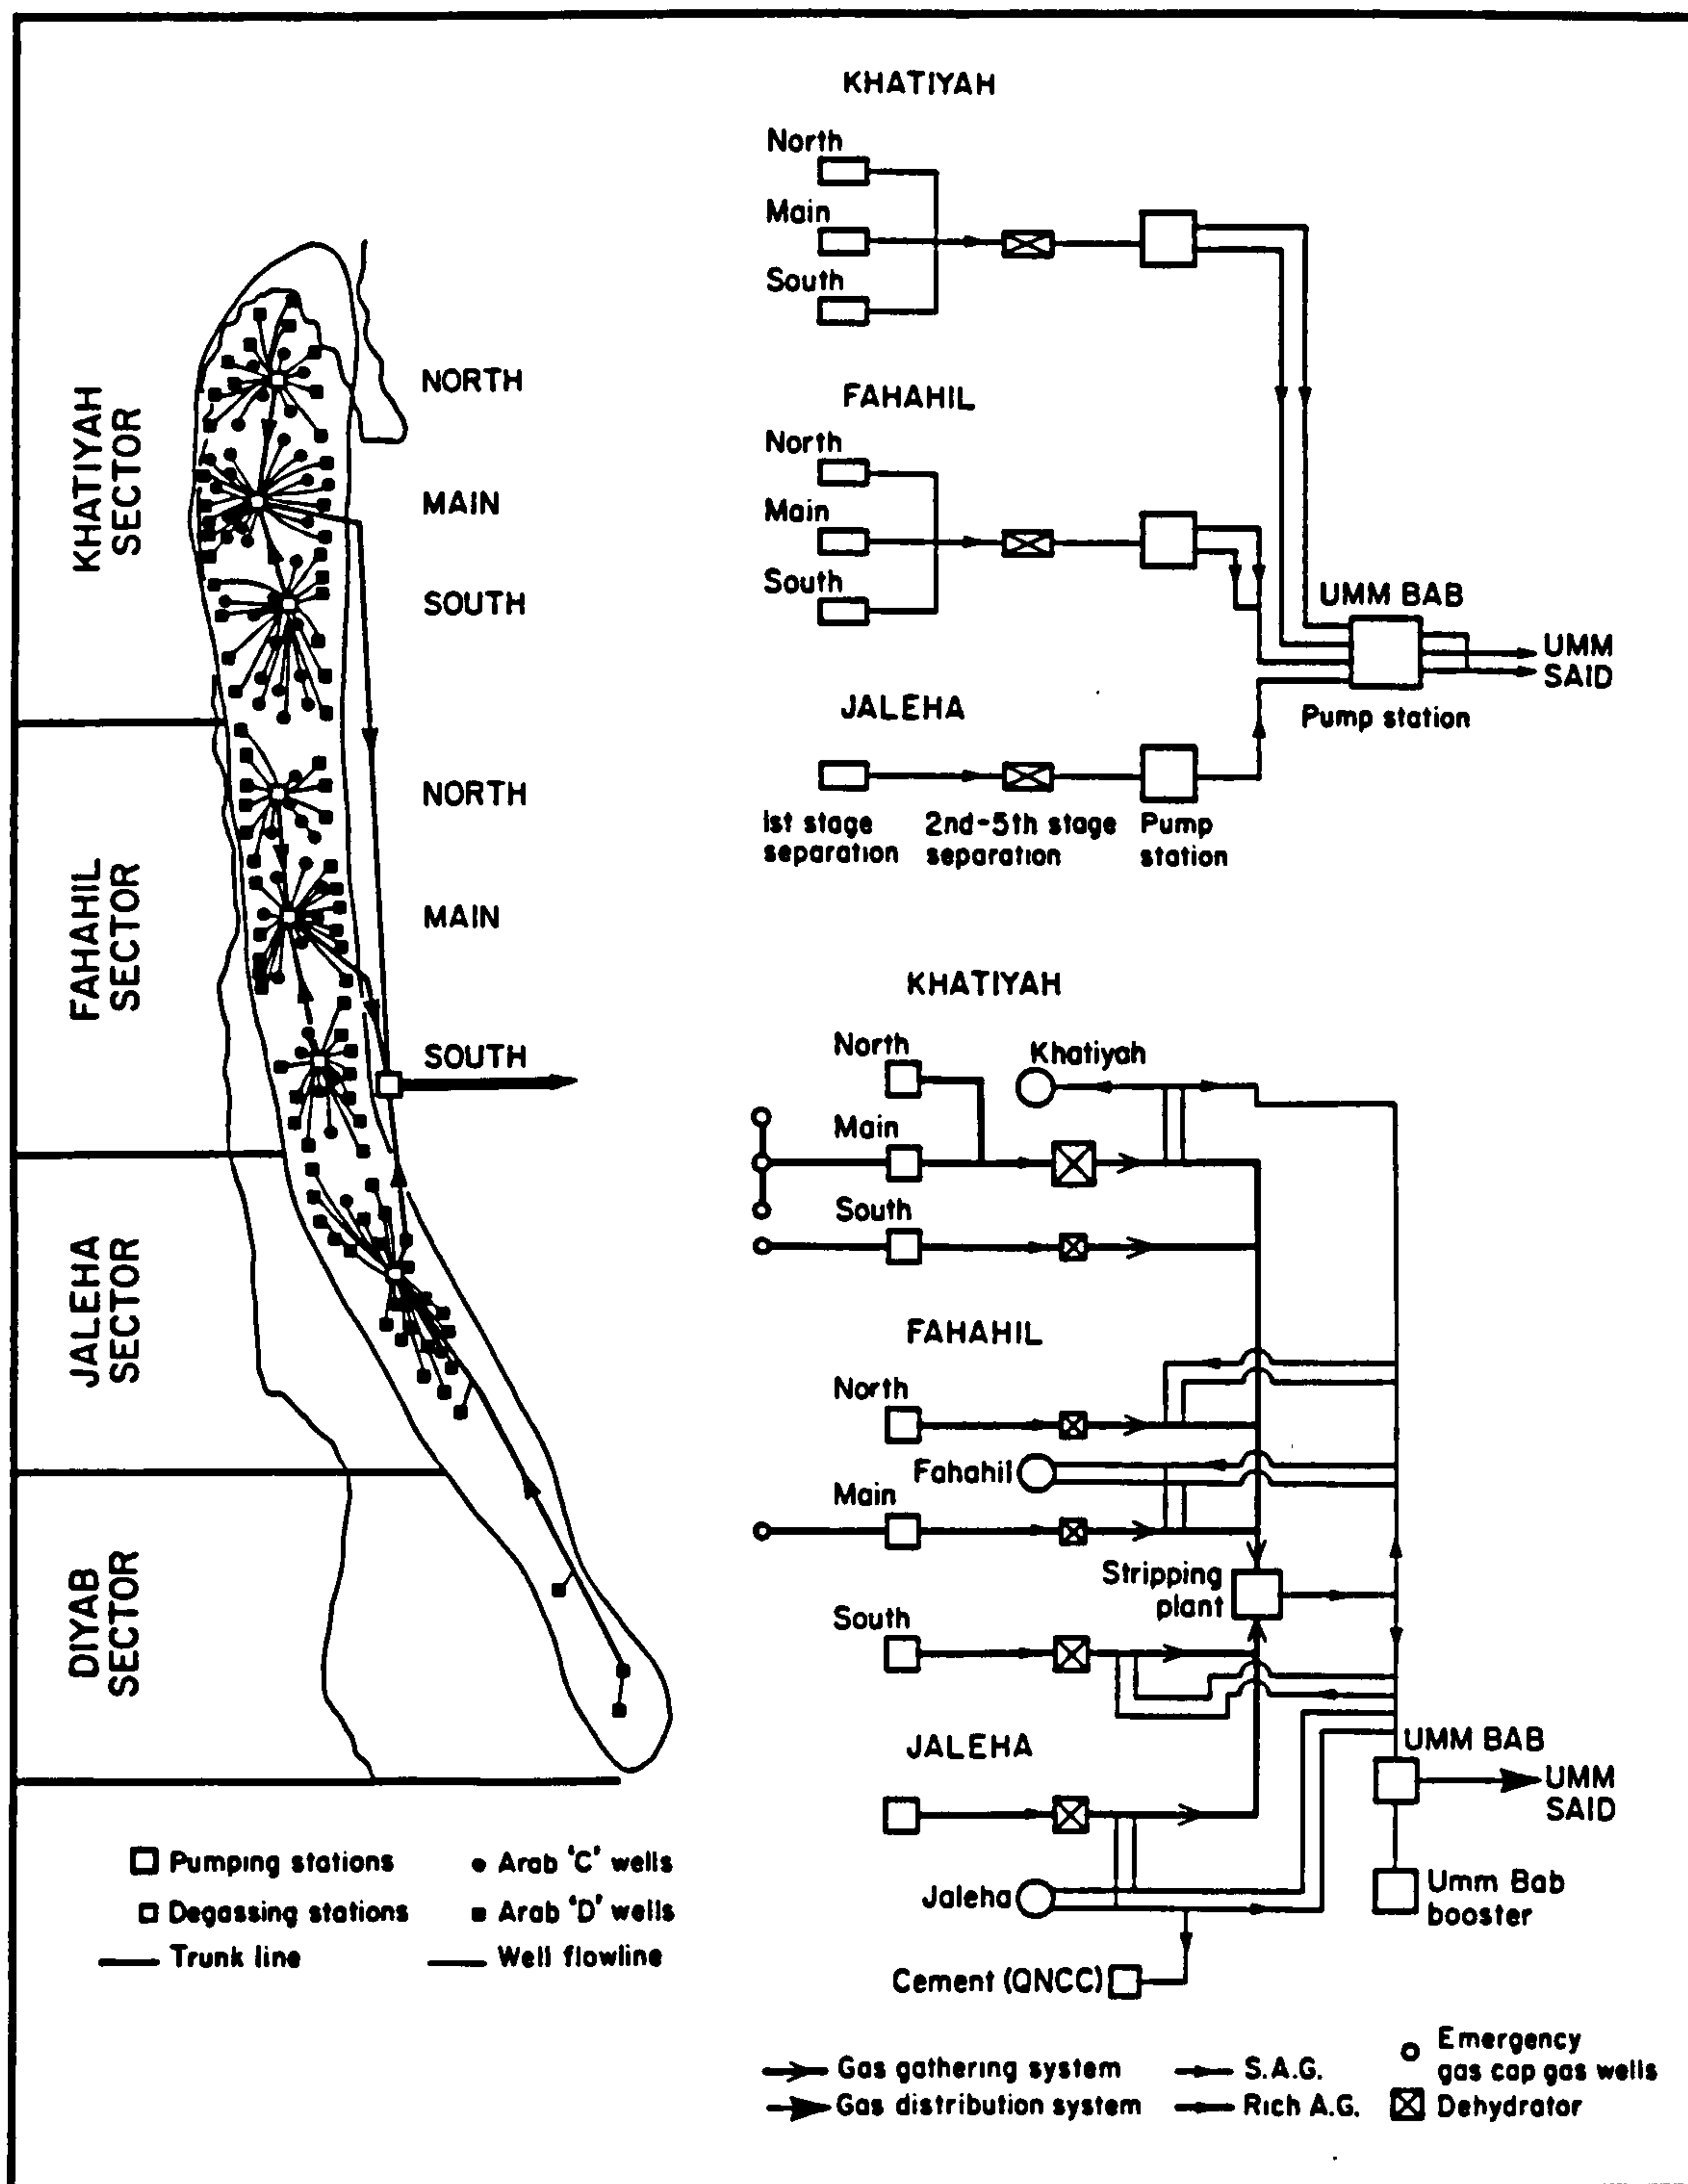 KHATIYAH
SECTOR
FAHAHIL
SECTOR
JALEHA
SECTOR
DIYAB
SECTOR
NORTH
MAIN
SOUTH
NORTH
MAIN
SOUTH
Pumping stations
Degassing stations
Trunk line
Arab 'C' wells
Arab 'D' wells
Well flowline
KHATIYAH
North
Main
South
FAHAHIL
North
Main
South
UMM BAB
UMM
SAID
Pump station
JALEHA
1st stage
separation
2nd-5th stage
separation
Pump
station
KHATIYAH
North
Khatiyah
Main
South
FAHAHIL
North
Fahahil
Main
Stripping
plant
South
JALEHA
UMM BAB
UMM
SAID
Jaleha
Umm Bab
booster
Cement (QNCC)
Gas gathering system
Gas distribution system
S.A.G.
Rich A.G.
Emergency
gas cap gas wells
Dehydrator